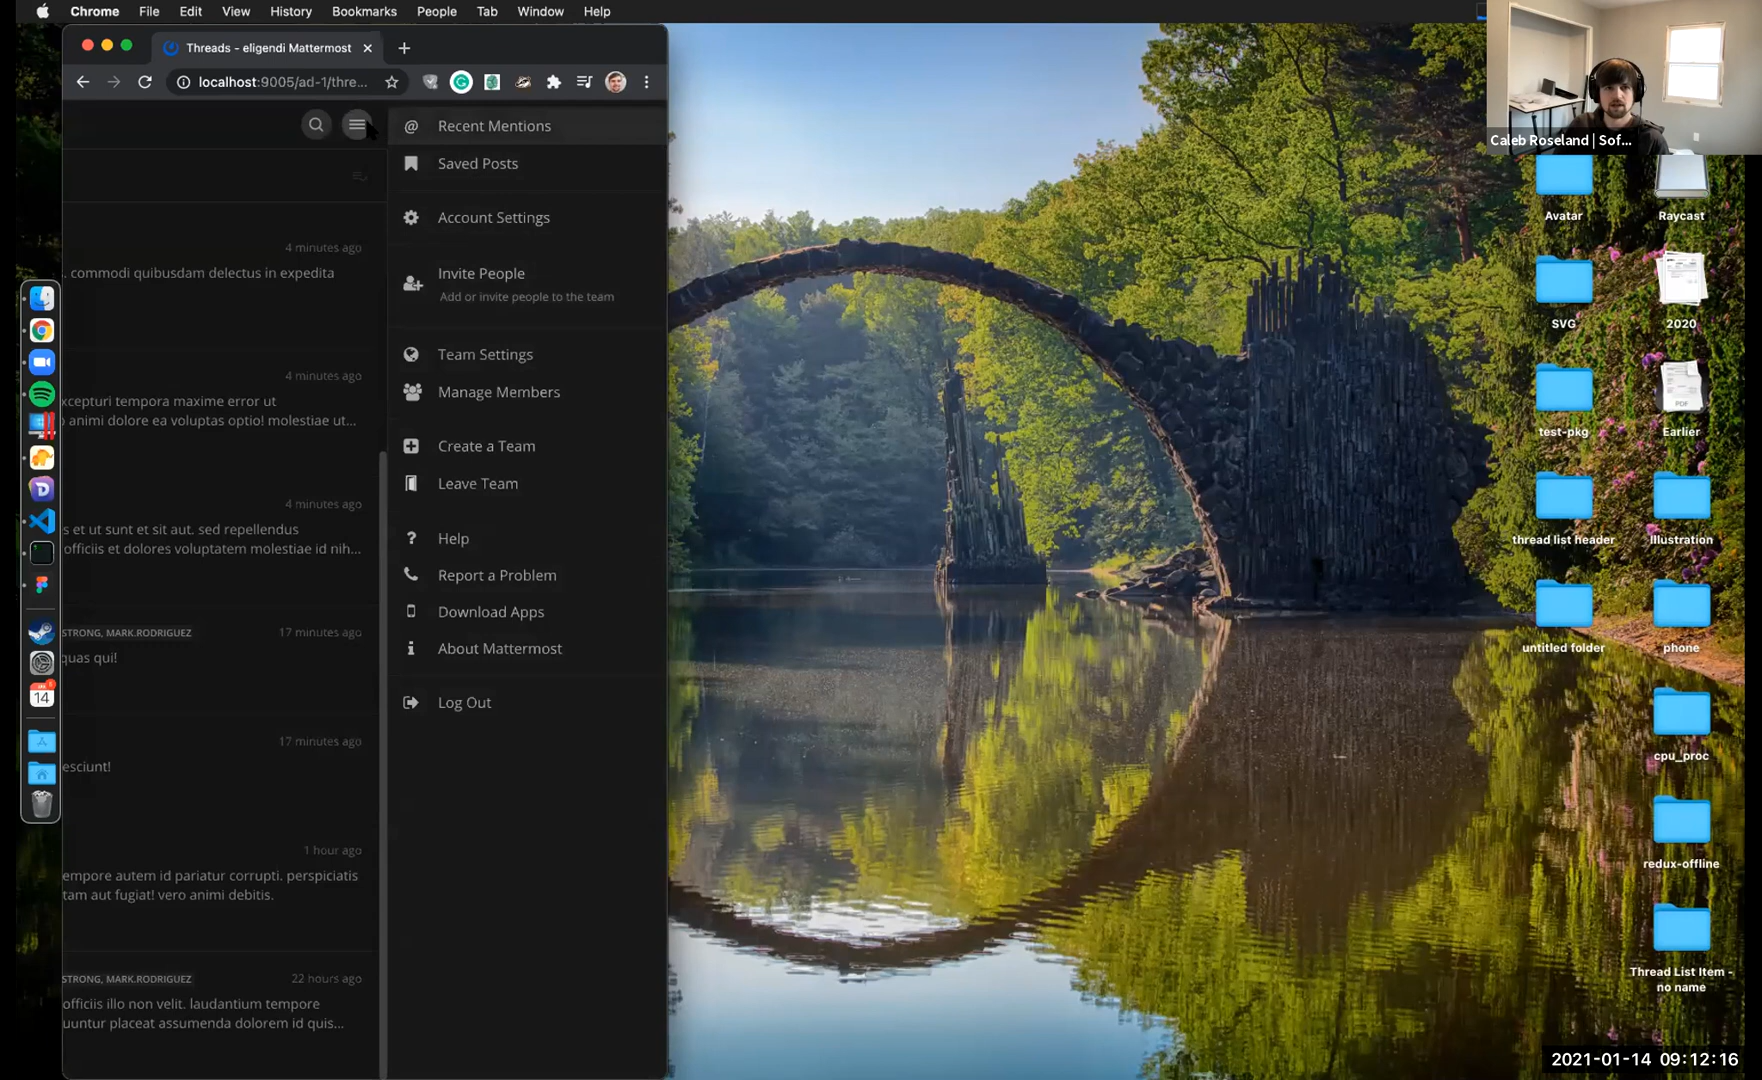 Chrome File Edit View History Bookmarks People Tab Window Help
Threads - eligendi Mattermost
localhost:9005/ad-1/thre...
Recent Mentions
Saved Posts
Account Settings
Invite People
Add or invite people to the team
Team Settings
Manage Members
Create a Team
Leave Team
Help
Report a Problem
Download Apps
About Mattermost
Log Out
4 minutes ago
. commodi quibusdam delectus in expedita
4 minutes ago
xcepturi tempora maxime error ut
animi dolore ea voluptas optio! molestiae ut...
4 minutes ago
s et ut sunt et sit aut. sed repellendus
officiis et dolores voluptatem molestiae id nih...
STRONG, MARK.RODRIGUEZ 17 minutes ago
quas qui!
17 minutes ago
esciunt!
1 hour ago
empore autem id pariatur corrupti. perspiciatis
tam aut fugiat! vero animi debitis.
STRONG, MARK.RODRIGUEZ 22 hours ago
officiis illo non velit. laudantium tempore
uuntur placeat assumenda dolorem id quis...
14
Caleb Roseland | Sof...
Avatar Raycast
SVG 2020
PDF
test-pkg Earlier
thread list header Illustration
untitled folder phone
cpu_proc
redux-offline
Thread List Item -
no name
2021-01-14 09:12:16